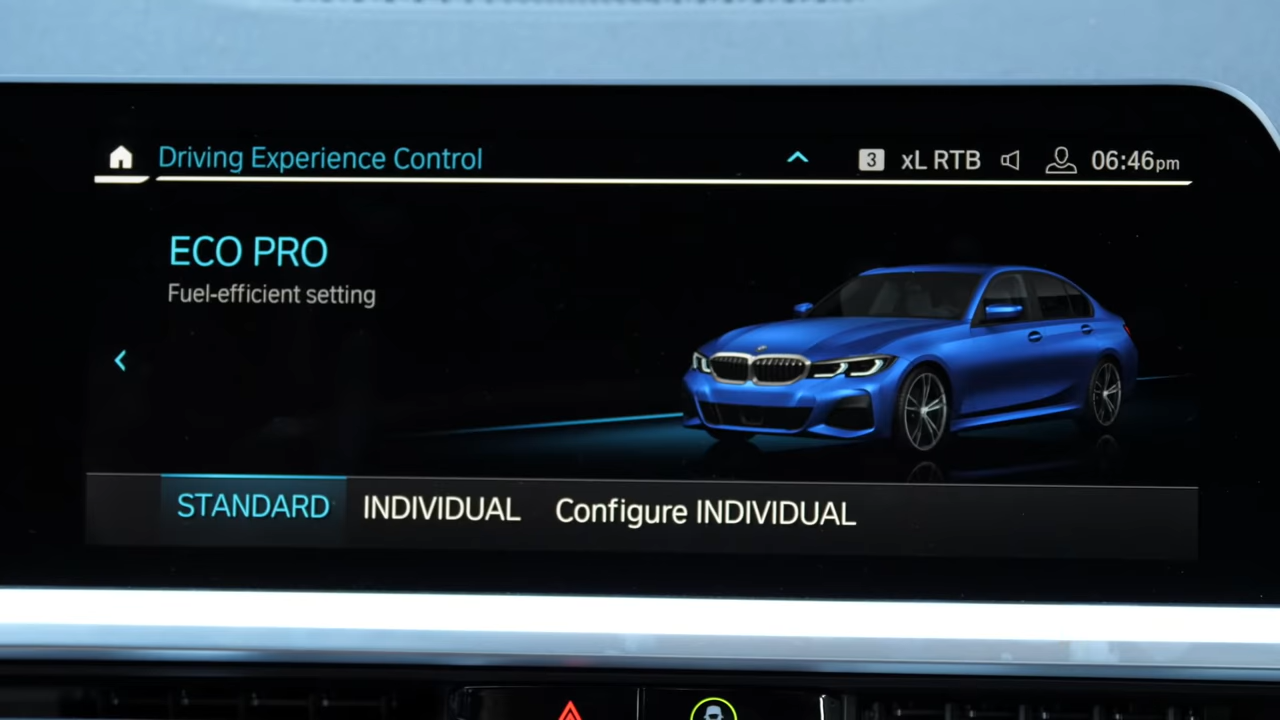 Driving Experience Control
3 xL RTB 06:46pm
ECO PRO
Fuel-efficient setting
STANDARD INDIVIDUAL Configure INDIVIDUAL